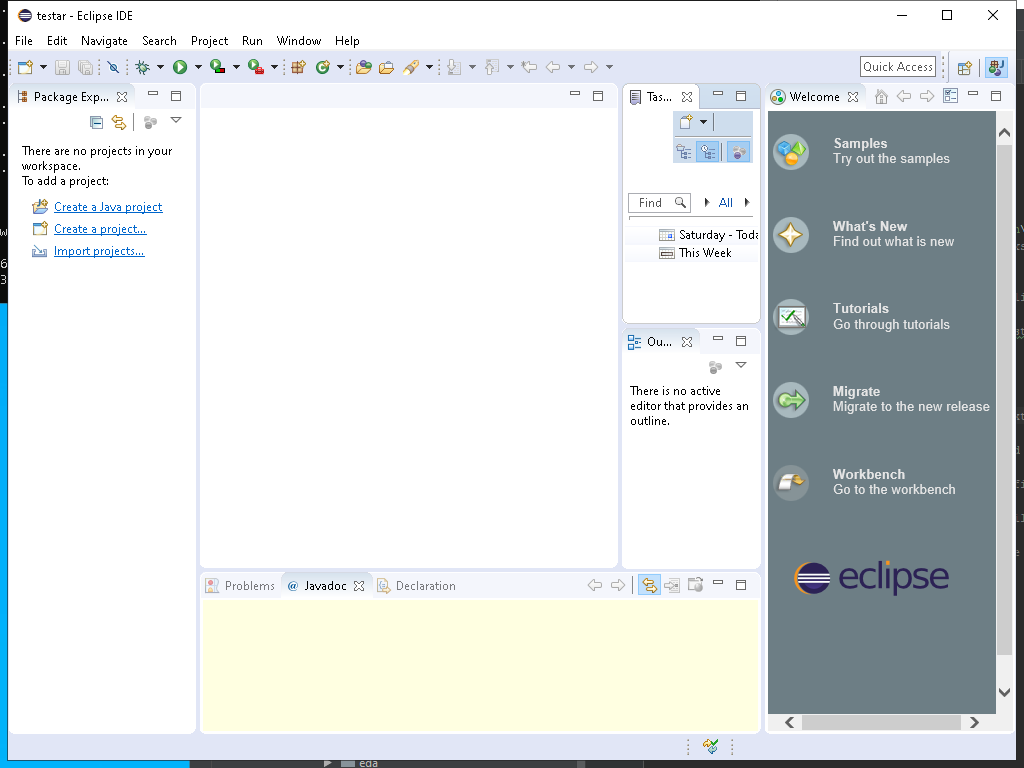 testar - Eclipse IDE
File Edit Navigate Search Project Run Window Help
Quick Access
Package Exp...
There are no projects in your
workspace.
To add a project:
Create a Java project
Create a project...
Import projects...
Tas...
Find
All
Saturday - Toda
This Week
Ou...
There is no active
editor that provides an
outline.
Welcome
Samples
Try out the samples
What's New
Find out what is new
Tutorials
Go through tutorials
Migrate
Migrate to the new release
Workbench
Go to the workbench
eclipse
Problems @ Javadoc Declaration
eda